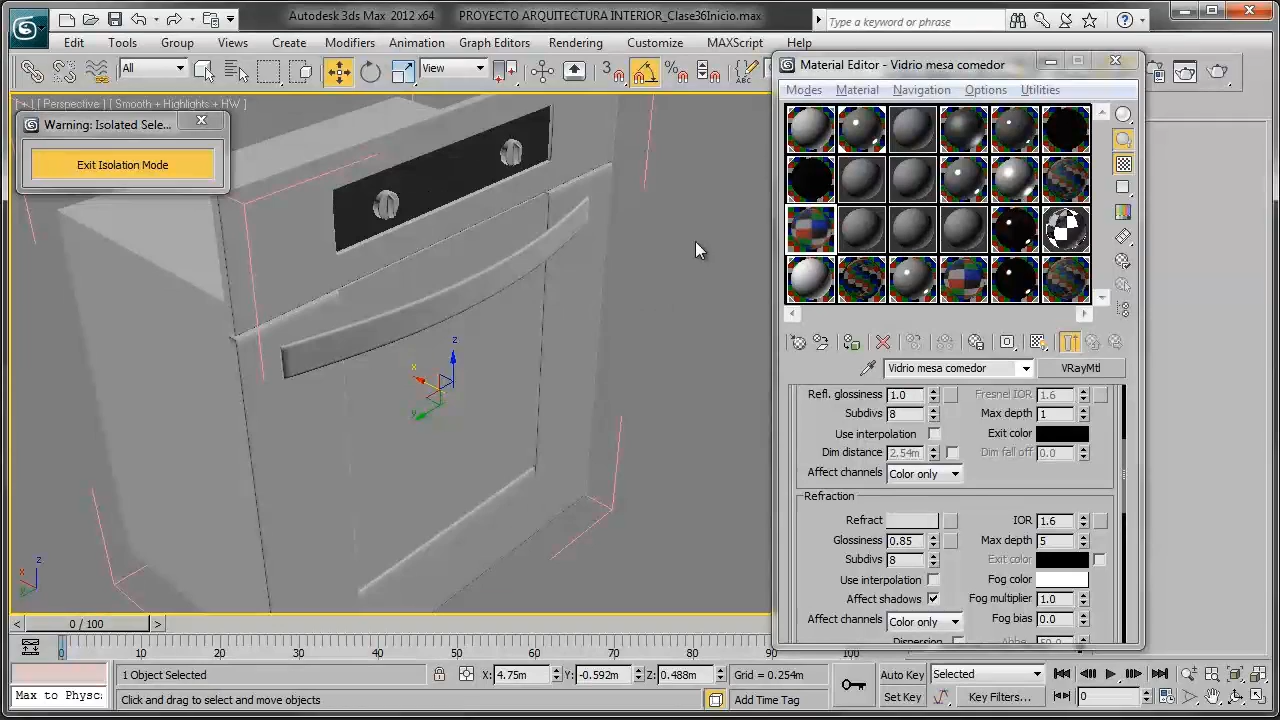 Autodesk 3ds Max 2012 x64 PROYECTO ARQUITECTURA INTERIOR_Clase36Inicio.max
Type a keyword or phrase
Edit Tools Group Views Create Modifiers Animation Graph Editors Rendering Customize MAXScript Help
All View 3
[ + ] [ Perspective ] [ Smooth + Highlights + HW ]
Warning: Isolated Sele...
Exit Isolation Mode
Material Editor - Vidrio mesa comedor
Modes Material Navigation Options Utilities
Vidrio mesa comedor VRayMtl
Refl. glossiness 1.0 Fresnel IOR 1.6
Subdivs 8 Max depth 1
Use interpolation Exit color
Dim distance 2.54m Dim fall off 0.0
Affect channels Color only
Refraction
Refract IOR 1.6
Glossiness 0.85 Max depth 5
Subdivs 8 Exit color
Use interpolation Fog color
Affect shadows Fog multiplier 1.0
Affect channels Color only Fog bias 0.0
Dispersion Abbe 50.0
z
x
y
z
x
y
< 0 / 100 >
0 10 20 30 40 50 60 70 80 90 100
1 Object Selected X: 4.75m Y: -0.592m Z: 0.488m Grid = 0.254m Auto Key Selected
Max to Physc: Click and drag to select and move objects Add Time Tag Set Key Key Filters... 0